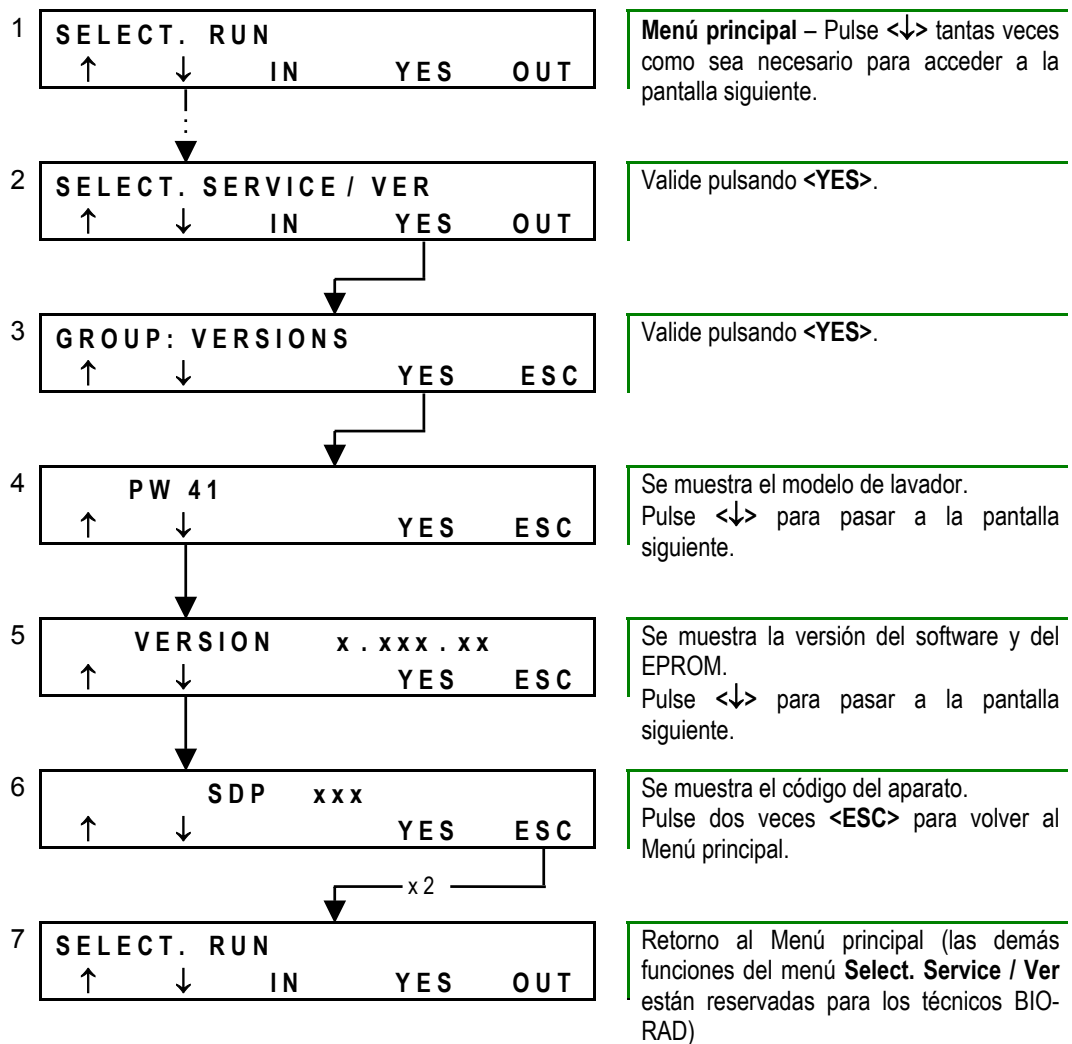 1
SELECT. RUN
↑ ↓ IN YES OUT
Menú principal – Pulse <↓> tantas veces
como sea necesario para acceder a la
pantalla siguiente.
2
SELECT. SERVICE / VER
↑ ↓ IN YES OUT
Valide pulsando <YES>.
3
GROUP: VERSIONS
↑ ↓ YES ESC
Valide pulsando <YES>.
4
PW 41
↑ ↓ YES ESC
Se muestra el modelo de lavador.
Pulse <↓> para pasar a la pantalla
siguiente.
5
VERSION x.xxx.xx
↑ ↓ YES ESC
Se muestra la versión del software y del
EPROM.
Pulse <↓> para pasar a la pantalla
siguiente.
6
SDP xxx
↑ ↓ YES ESC
Se muestra el código del aparato.
Pulse dos veces <ESC> para volver al
Menú principal.
x 2
7
SELECT. RUN
↑ ↓ IN YES OUT
Retorno al Menú principal (las demás
funciones del menú Select. Service / Ver
están reservadas para los técnicos BIO-
RAD)